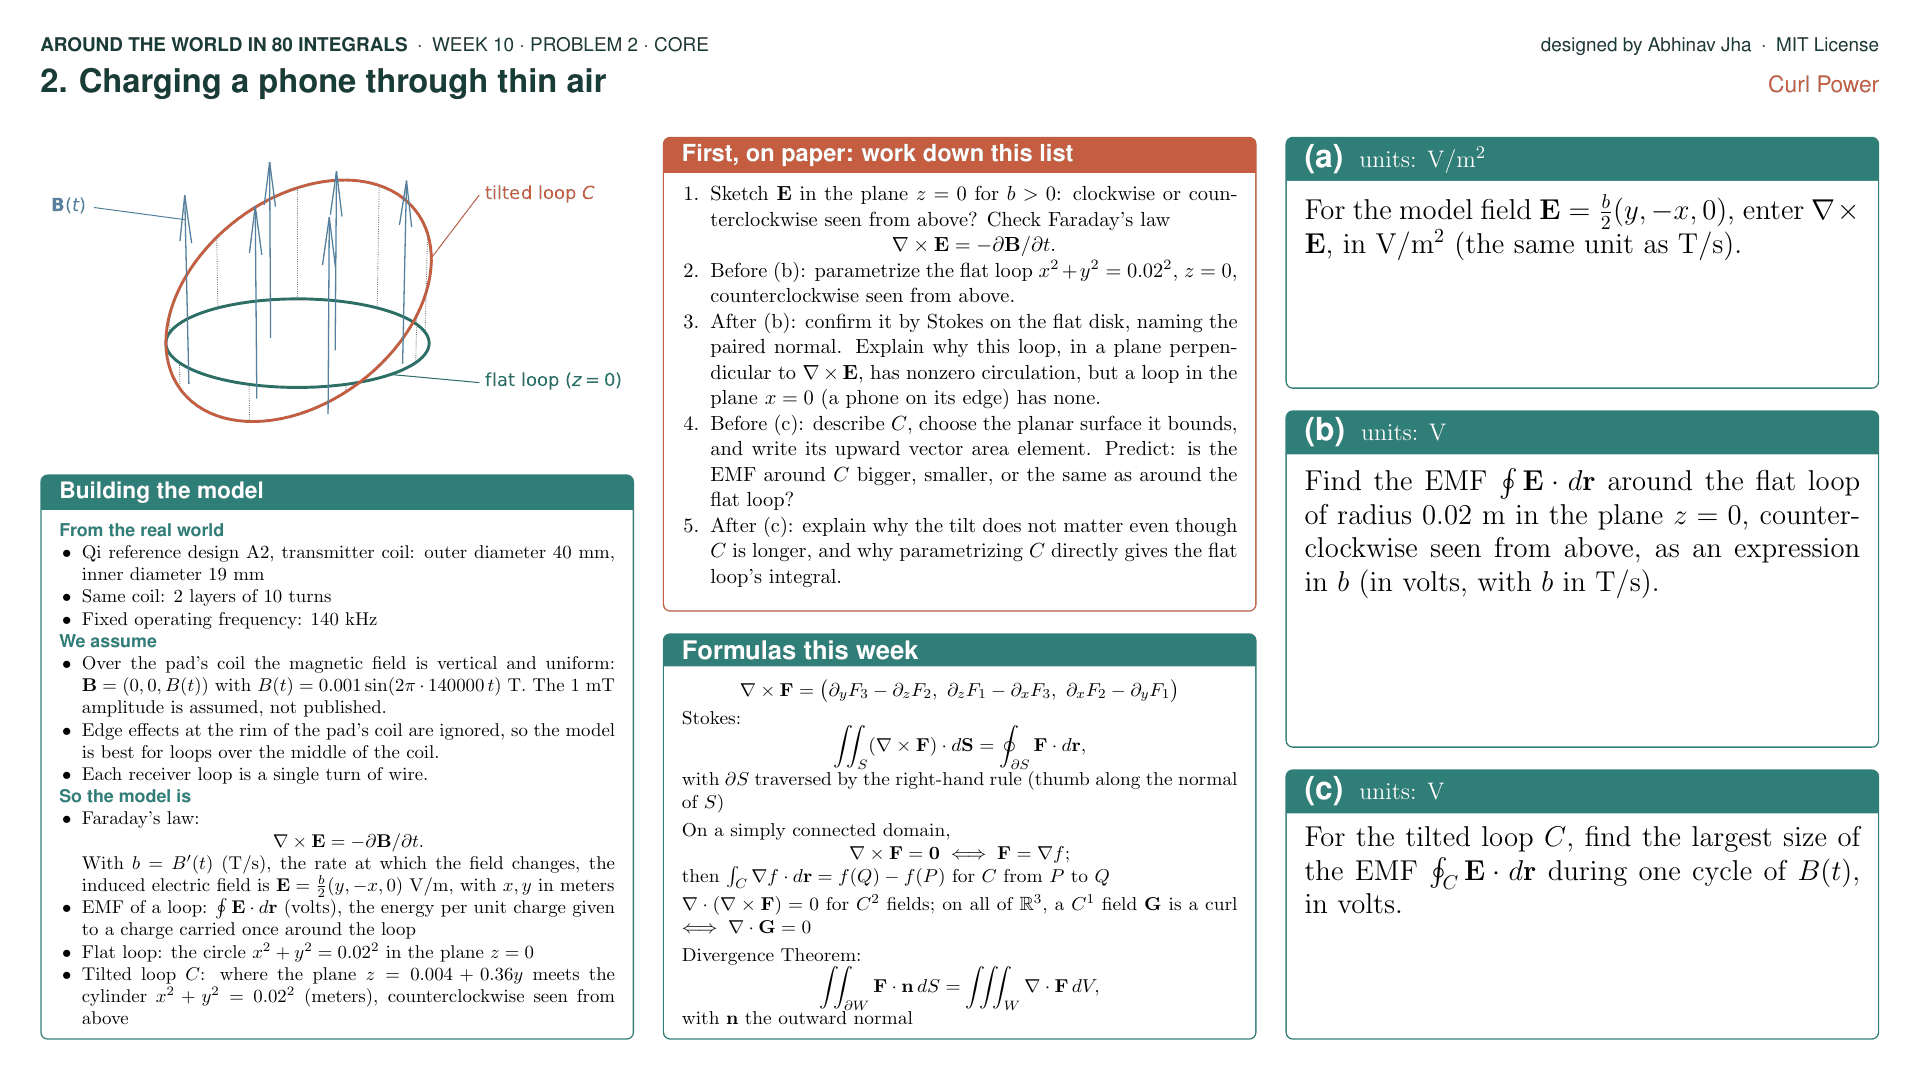 AROUND THE WORLD IN 80 INTEGRALS · WEEK 10 · PROBLEM 2 · CORE
designed by Abhinav Jha · MIT License
2. Charging a phone through thin air
Curl Power
B(t)
tilted loop C
flat loop (z = 0)
Building the model
From the real world
• Qi reference design A2, transmitter coil: outer diameter 40 mm,
inner diameter 19 mm
• Same coil: 2 layers of 10 turns
• Fixed operating frequency: 140 kHz
We assume
• Over the pad's coil the magnetic field is vertical and uniform:
B = (0, 0, B(t)) with B(t) = 0.001 sin(2π · 140000 t) T. The 1 mT
amplitude is assumed, not published.
• Edge effects at the rim of the pad's coil are ignored, so the model
is best for loops over the middle of the coil.
• Each receiver loop is a single turn of wire.
So the model is
• Faraday's law:
∇ × E = −∂B/∂t.
With b = B′(t) (T/s), the rate at which the field changes, the
induced electric field is E = b/2 (y, −x, 0) V/m, with x, y in meters
• EMF of a loop: ∮ E · dr (volts), the energy per unit charge given
to a charge carried once around the loop
• Flat loop: the circle x² + y² = 0.02² in the plane z = 0
• Tilted loop C: where the plane z = 0.004 + 0.36y meets the
cylinder x² + y² = 0.02² (meters), counterclockwise seen from
above
First, on paper: work down this list
1. Sketch E in the plane z = 0 for b > 0: clockwise or coun-
terclockwise seen from above? Check Faraday's law
∇ × E = −∂B/∂t.
2. Before (b): parametrize the flat loop x² + y² = 0.02², z = 0,
counterclockwise seen from above.
3. After (b): confirm it by Stokes on the flat disk, naming the
paired normal. Explain why this loop, in a plane perpen-
dicular to ∇ × E, has nonzero circulation, but a loop in the
plane x = 0 (a phone on its edge) has none.
4. Before (c): describe C, choose the planar surface it bounds,
and write its upward vector area element. Predict: is the
EMF around C bigger, smaller, or the same as around the
flat loop?
5. After (c): explain why the tilt does not matter even though
C is longer, and why parametrizing C directly gives the flat
loop's integral.
Formulas this week
∇ × F = (∂yF₃ − ∂zF₂, ∂zF₁ − ∂xF₃, ∂xF₂ − ∂yF₁)
Stokes:
∬_S (∇ × F) · dS = ∮_∂S F · dr,
with ∂S traversed by the right-hand rule (thumb along the normal
of S)
On a simply connected domain,
∇ × F = 0 ⟺ F = ∇f;
then ∫_C ∇f · dr = f(Q) − f(P) for C from P to Q
∇ · (∇ × F) = 0 for C² fields; on all of ℝ³, a C¹ field G is a curl
⟺ ∇ · G = 0
Divergence Theorem:
∬_∂W F · n dS = ∭_W ∇ · F dV,
with n the outward normal
(a) units: V/m²
For the model field E = b/2 (y, −x, 0), enter ∇ ×
E, in V/m² (the same unit as T/s).
(b) units: V
Find the EMF ∮ E · dr around the flat loop
of radius 0.02 m in the plane z = 0, counter-
clockwise seen from above, as an expression
in b (in volts, with b in T/s).
(c) units: V
For the tilted loop C, find the largest size of
the EMF ∮_C E · dr during one cycle of B(t),
in volts.